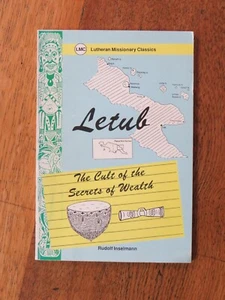 LMC Lutheran Missionary Classics
Letub
The Cult of the
Secrets of Wealth
Rudolf Inselmann